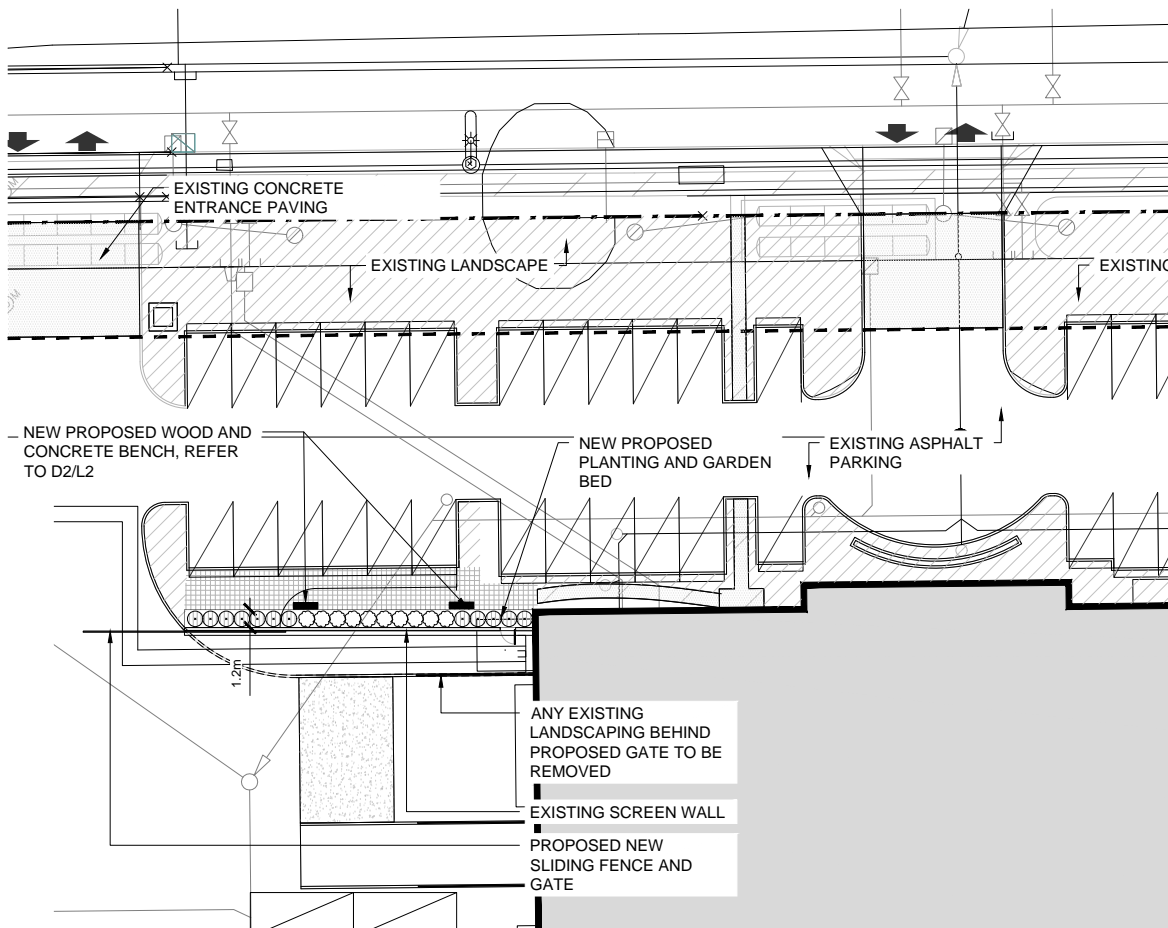 EXISTING CONCRETE
ENTRANCE PAVING
EXISTING LANDSCAPE
EXISTING
NEW PROPOSED WOOD AND
CONCRETE BENCH, REFER
TO D2/L2
NEW PROPOSED
PLANTING AND GARDEN
BED
EXISTING ASPHALT
PARKING
1.2m
ANY EXISTING
LANDSCAPING BEHIND
PROPOSED GATE TO BE
REMOVED
EXISTING SCREEN WALL
PROPOSED NEW
SLIDING FENCE AND
GATE